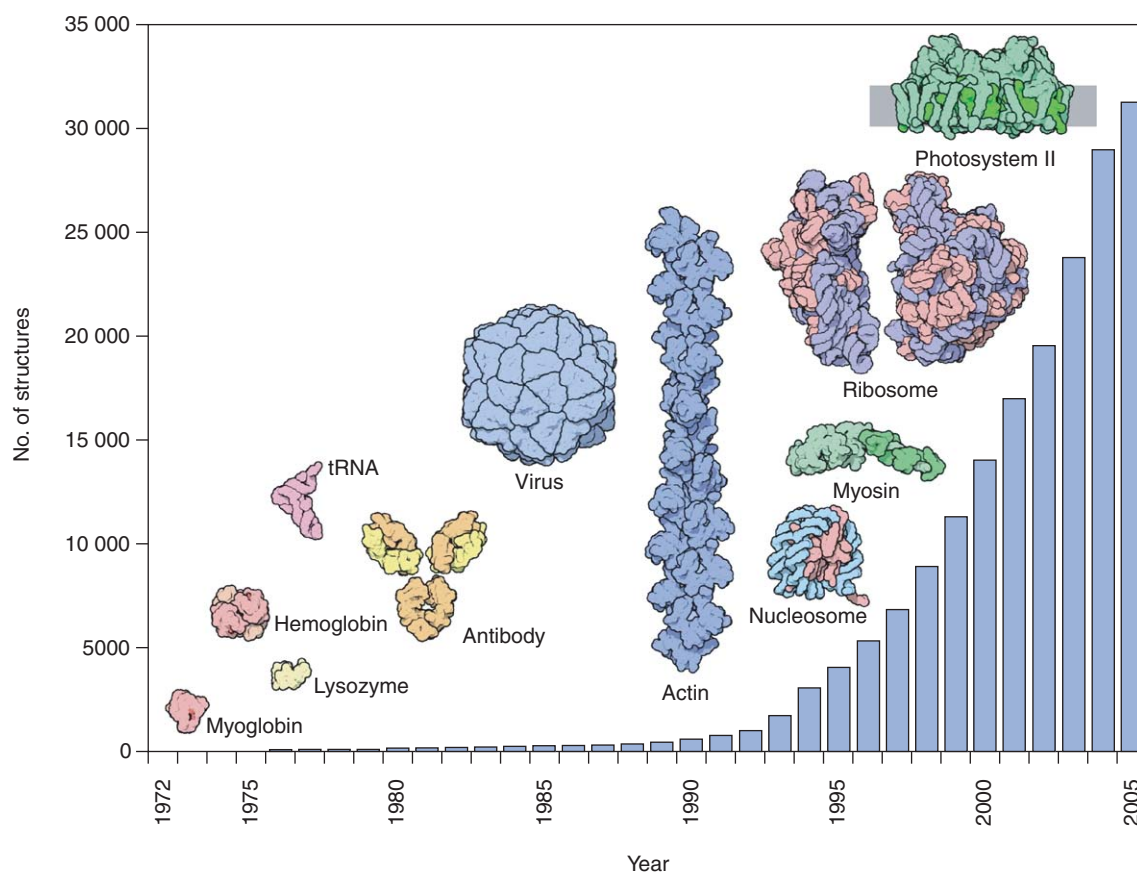 35 000
30 000
25 000
20 000
15 000
10 000
5000
0
No. of structures
Photosystem II
Ribosome
Virus
Myosin
tRNA
Nucleosome
Hemoglobin
Antibody
Lysozyme
Actin
Myoglobin
1972
1975
1980
1985
1990
1995
2000
2005
Year